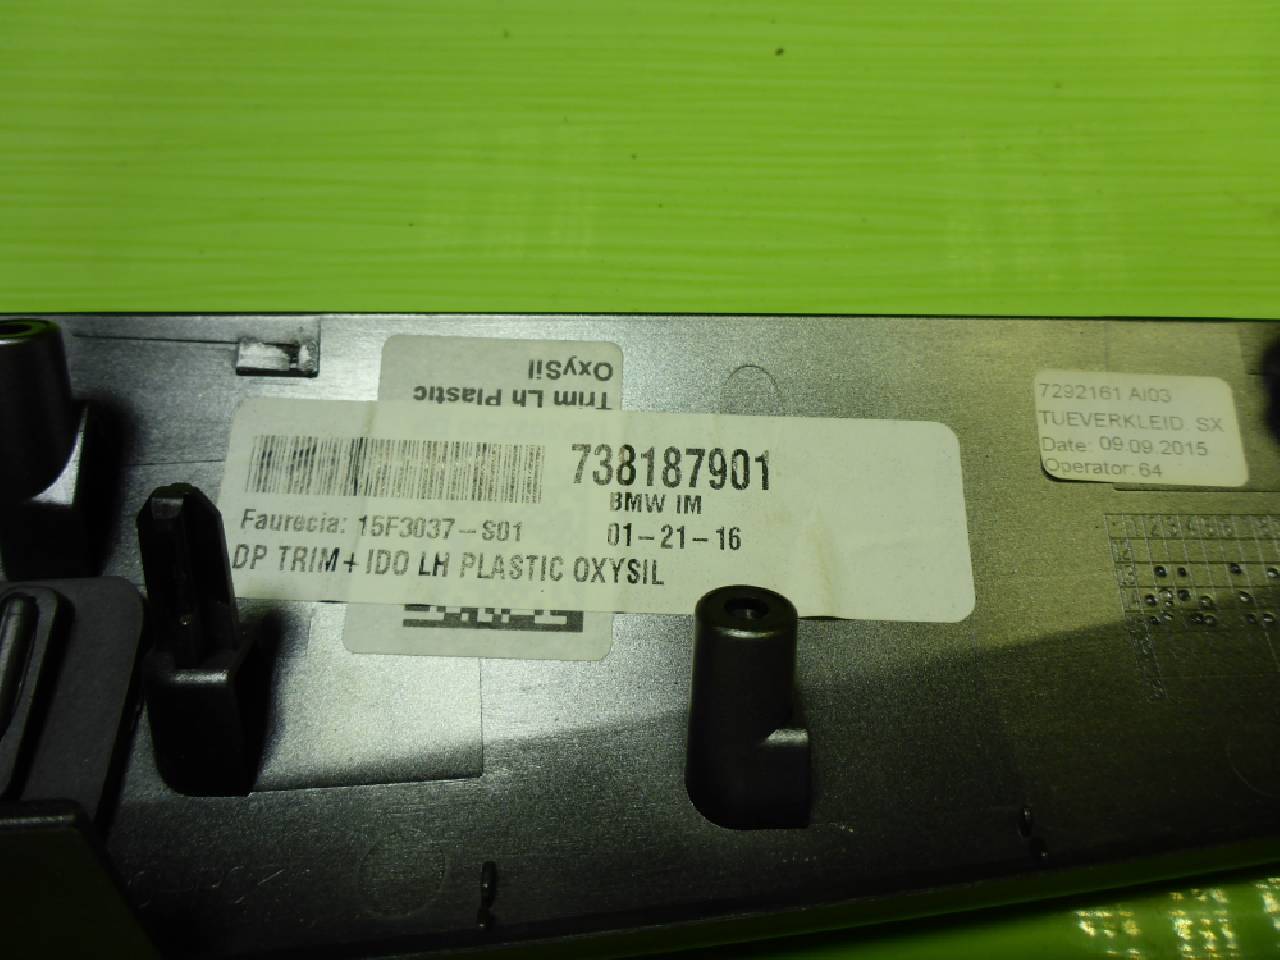 OxySil
Trim Lh Plastic
738187901
BMW IM
Faurecia: 15F3037-S01
01-21-16
DP TRIM+IDO LH PLASTIC OXYSIL
7292161 AI03
TUEVERKLEID. SX
Date: 09.09.2015
Operator: 64